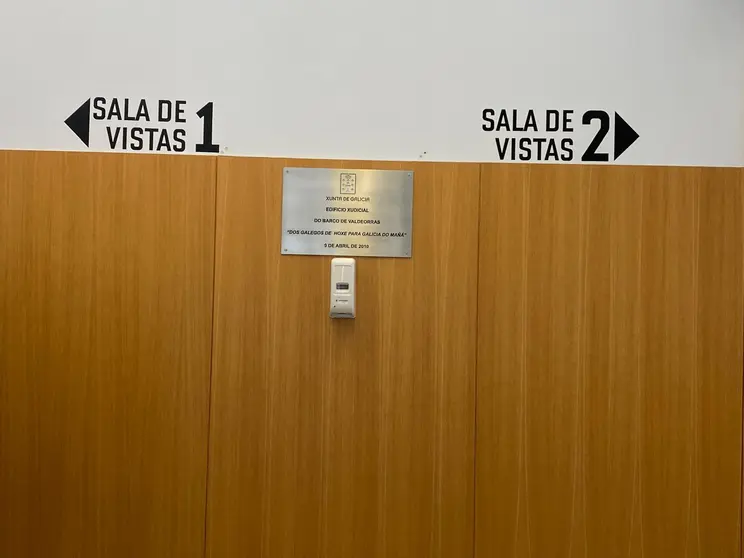 SALA DE
VISTAS 1
SALA DE
VISTAS 2
XUNTA DE GALICIA
EDIFICIO XUDICIAL
DO BARCO DE VALDEORRAS
"DOS GALEGOS DE HOXE PARA GALICIA DO MAÑÁ"
5 DE ABRIL DE 2010